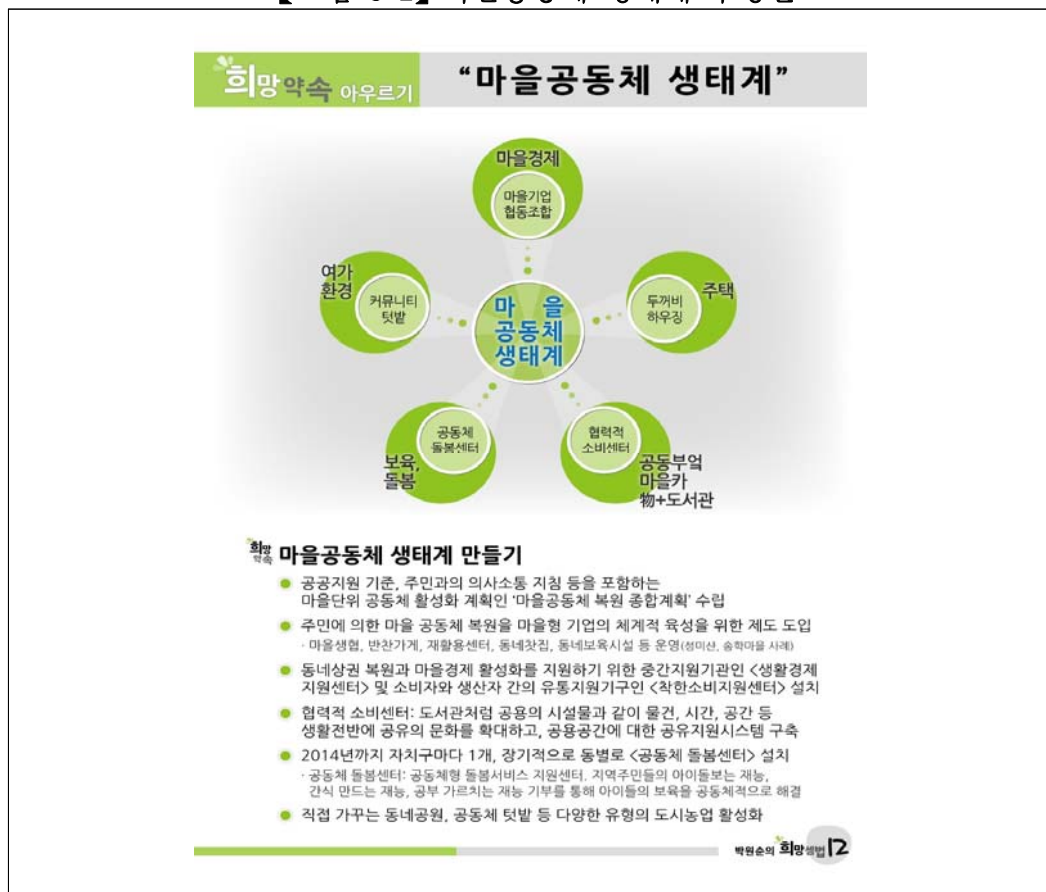 희망약속 아우르기
“마을공동체 생태계”
마을경제
마을기업
협동조합
여가
환경
커뮤니티
텃밭
마 을
공동체
생태계
두꺼비
하우징
주택
공동체
돌봄센터
보육,
돌봄
협력적
소비센터
공동부엌
마을카
物+도서관
희망약속 마을공동체 생태계 만들기
● 공공지원 기준, 주민과의 의사소통 지침 등을 포함하는
마을단위 공동체 활성화 계획인 '마을공동체 복원 종합계획' 수립
● 주민에 의한 마을 공동체 복원을 마을형 기업의 체계적 육성을 위한 제도 도입
· 마을생협, 반찬가게, 재활용센터, 동네찻집, 동네보육시설 등 운영(성미산, 송학마을 사례)
● 동네상권 복원과 마을경제 활성화를 지원하기 위한 중간지원기관인 <생활경제
지원센터> 및 소비자와 생산자 간의 유통지원기구인 <착한소비지원센터> 설치
● 협력적 소비센터: 도서관처럼 공용의 시설물과 같이 물건, 시간, 공간 등
생활전반에 공유의 문화를 확대하고, 공용공간에 대한 공유지원시스템 구축
● 2014년까지 자치구마다 1개, 장기적으로 동별로 <공동체 돌봄센터> 설치
· 공동체 돌봄센터: 공동체형 돌봄서비스 지원센터. 지역주민들의 아이돌보는 재능,
간식 만드는 재능, 공부 가르치는 재능 기부를 통해 아이들의 보육을 공동체적으로 해결
● 직접 가꾸는 동네공원, 공동체 텃밭 등 다양한 유형의 도시농업 활성화
박원순의 희망셈법 12